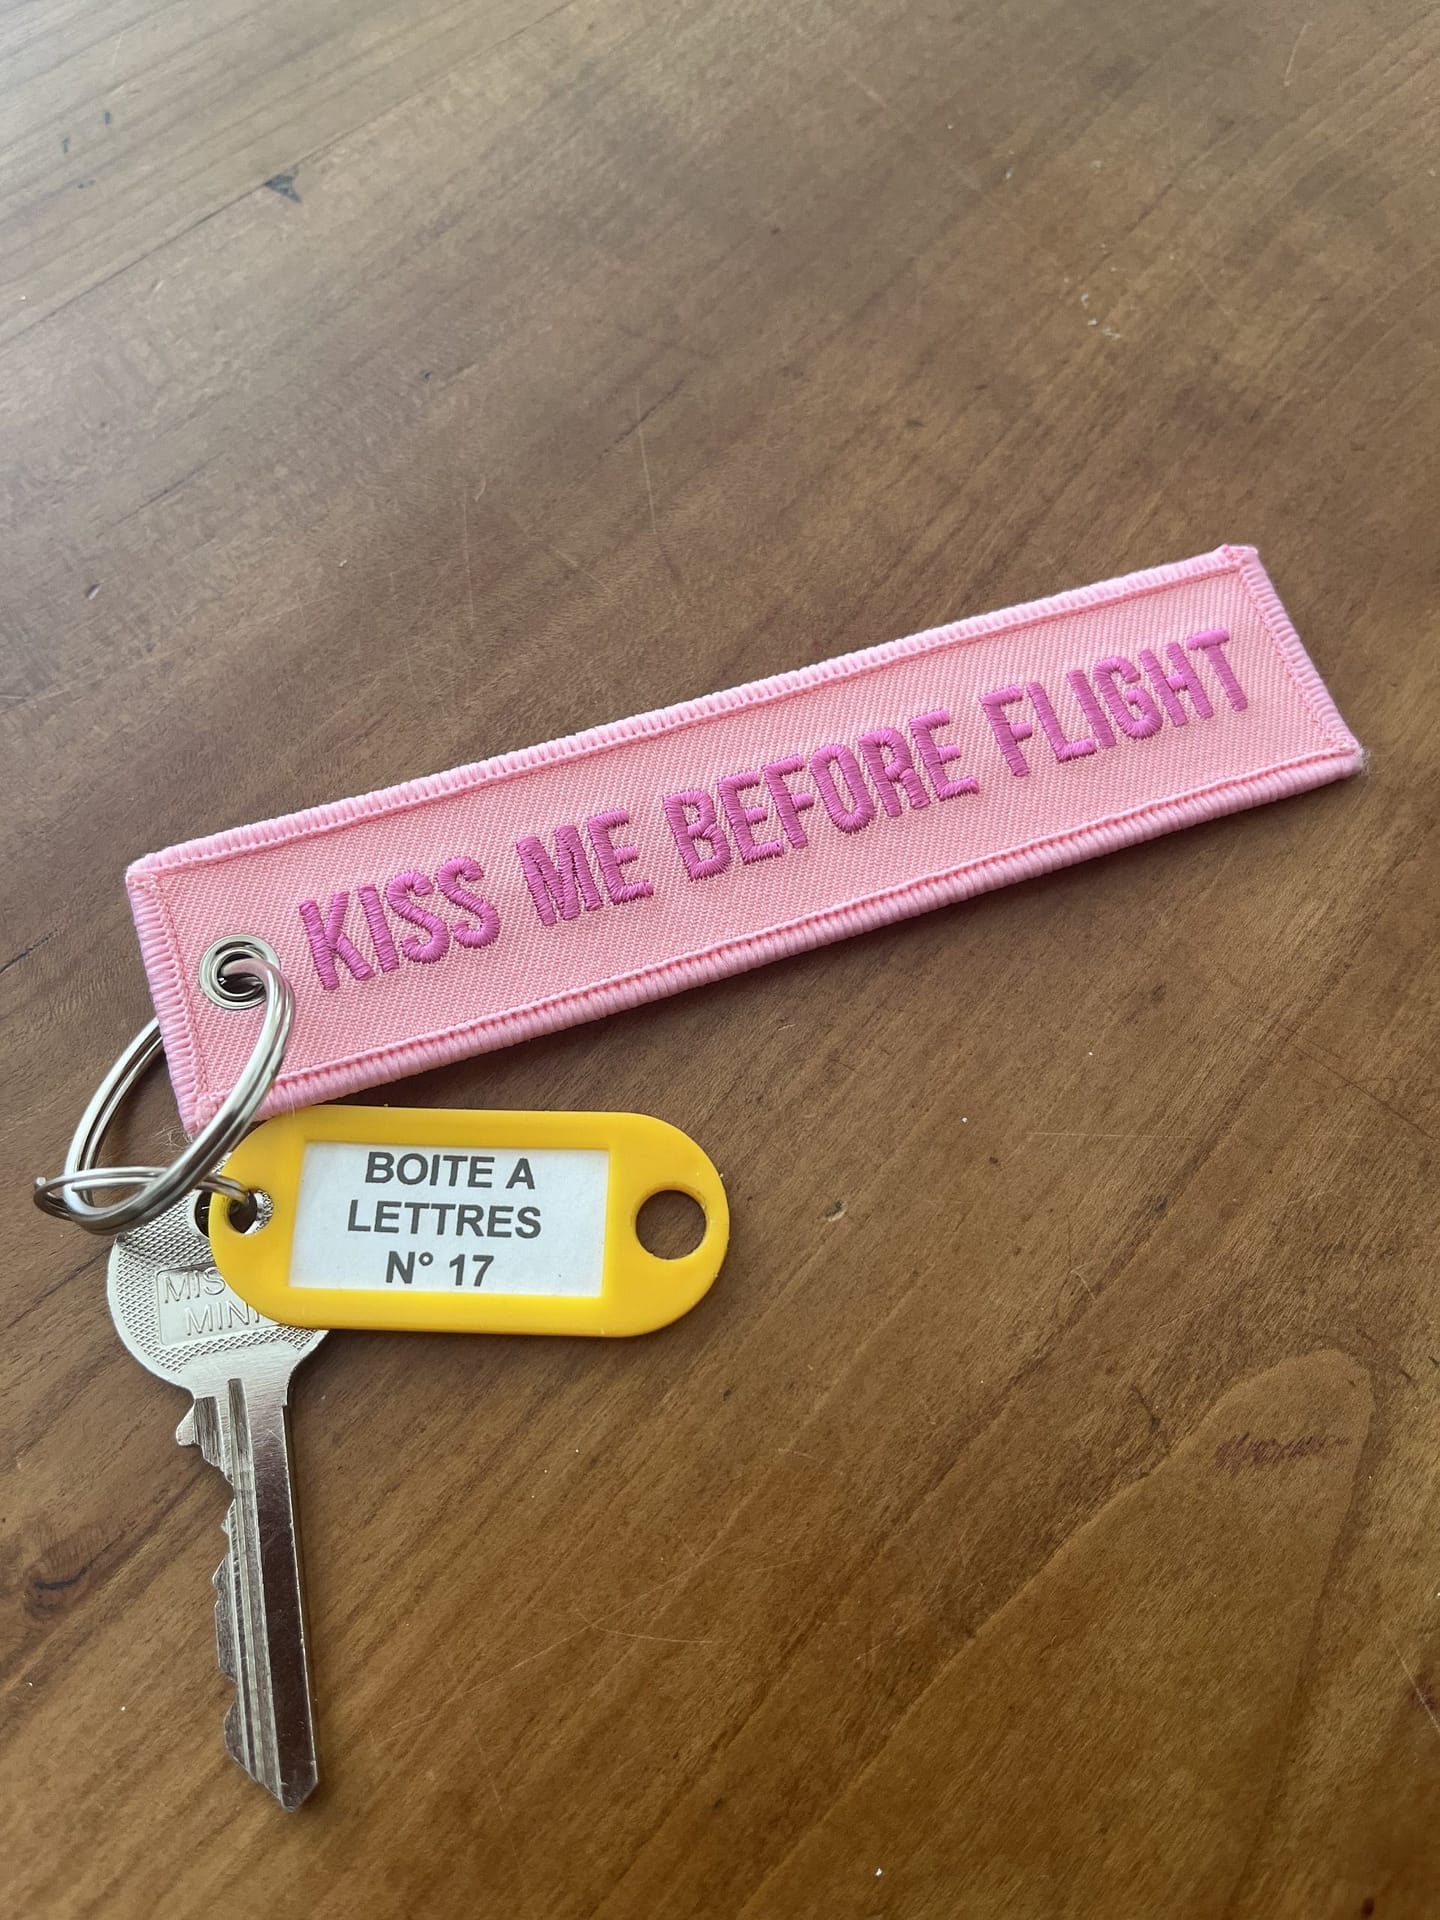 KISS ME BEFORE FLIGHT
BOITE A
LETTRES
N° 17